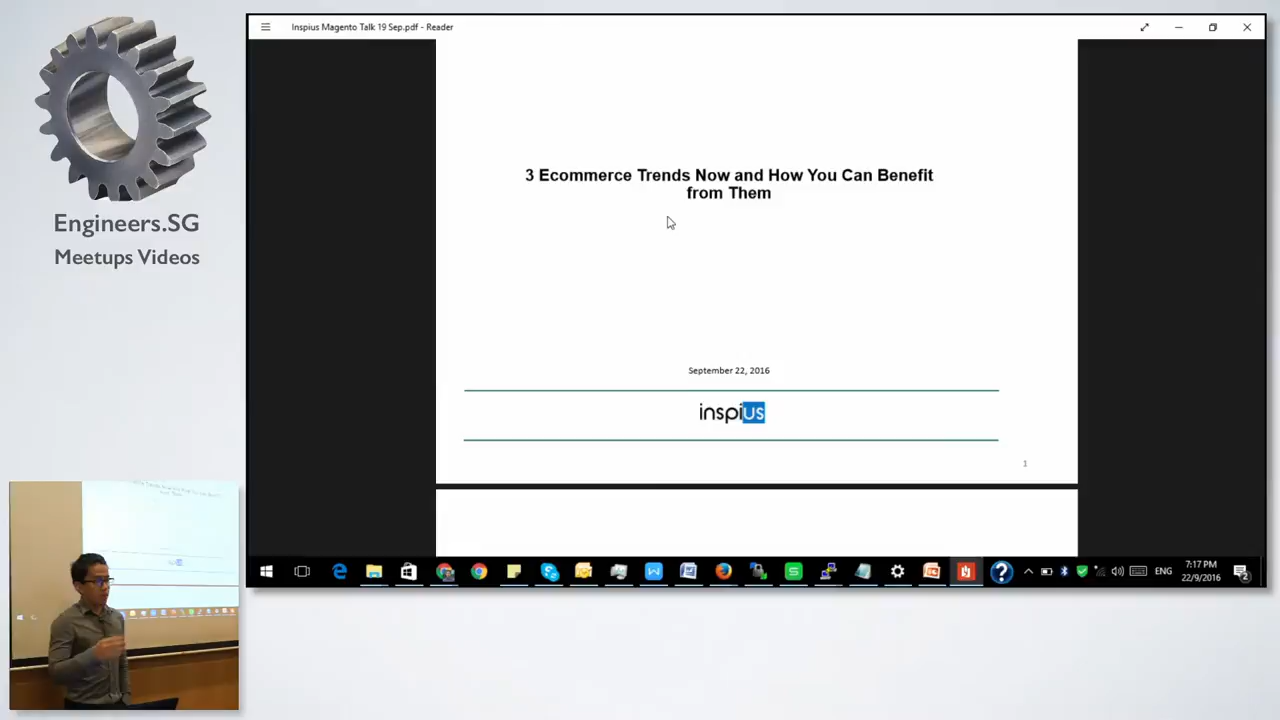 Inspius Magento Talk 19 Sep.pdf - Reader
Engineers.SG
Meetups Videos
3 Ecommerce Trends Now and How You Can Benefit
from Them
September 22, 2016
inspius
1
ENG
7:17 PM
22/9/2016
2